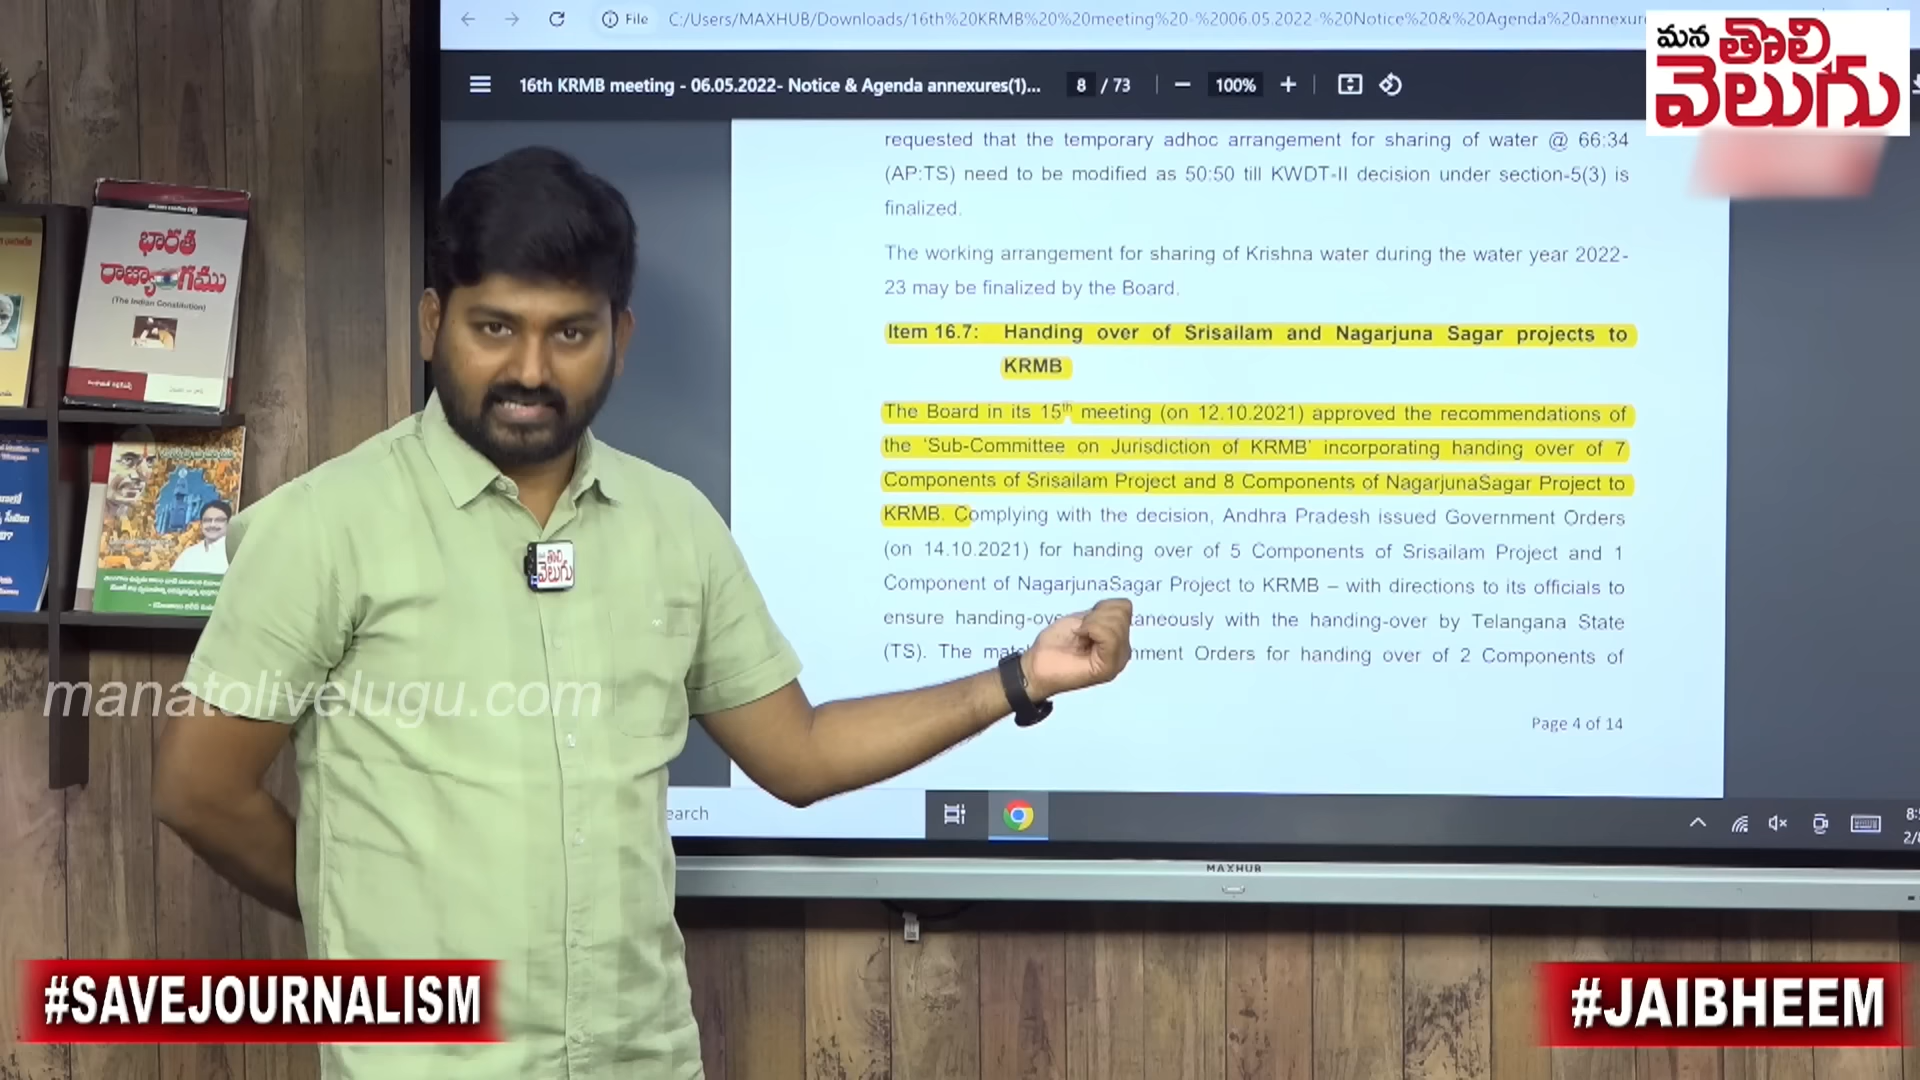 File C:/Users/MAXHUB/Downloads/16th%20KRMB%20%20meeting%20-%2006.05.2022-%20Notice%20&%20Agenda%20annexure
మన
తొలి
వెలుగు
16th KRMB meeting - 06.05.2022- Notice & Agenda annexures(1)... 8 / 73 100%
requested that the temporary adhoc arrangement for sharing of water @ 66:34
(AP:TS) need to be modified as 50:50 till KWDT-II decision under section-5(3) is
finalized.
The working arrangement for sharing of Krishna water during the water year 2022-
23 may be finalized by the Board.
Item 16.7: Handing over of Srisailam and Nagarjuna Sagar projects to
KRMB
The Board in its 15th meeting (on 12.10.2021) approved the recommendations of
the 'Sub-Committee on Jurisdiction of KRMB' incorporating handing over of 7
Components of Srisailam Project and 8 Components of NagarjunaSagar Project to
KRMB. Complying with the decision, Andhra Pradesh issued Government Orders
(on 14.10.2021) for handing over of 5 Components of Srisailam Project and 1
Component of NagarjunaSagar Project to KRMB – with directions to its officials to
ensure handing-ove taneously with the handing-over by Telangana State
(TS). The mat nment Orders for handing over of 2 Components of
Page 4 of 14
earch
MAXHUB
భారత
రాజ్యాంగము
(The Indian Constitution)
మన
తొలి
వెలుగు
manatolivelugu.com
#SAVEJOURNALISM
#JAIBHEEM